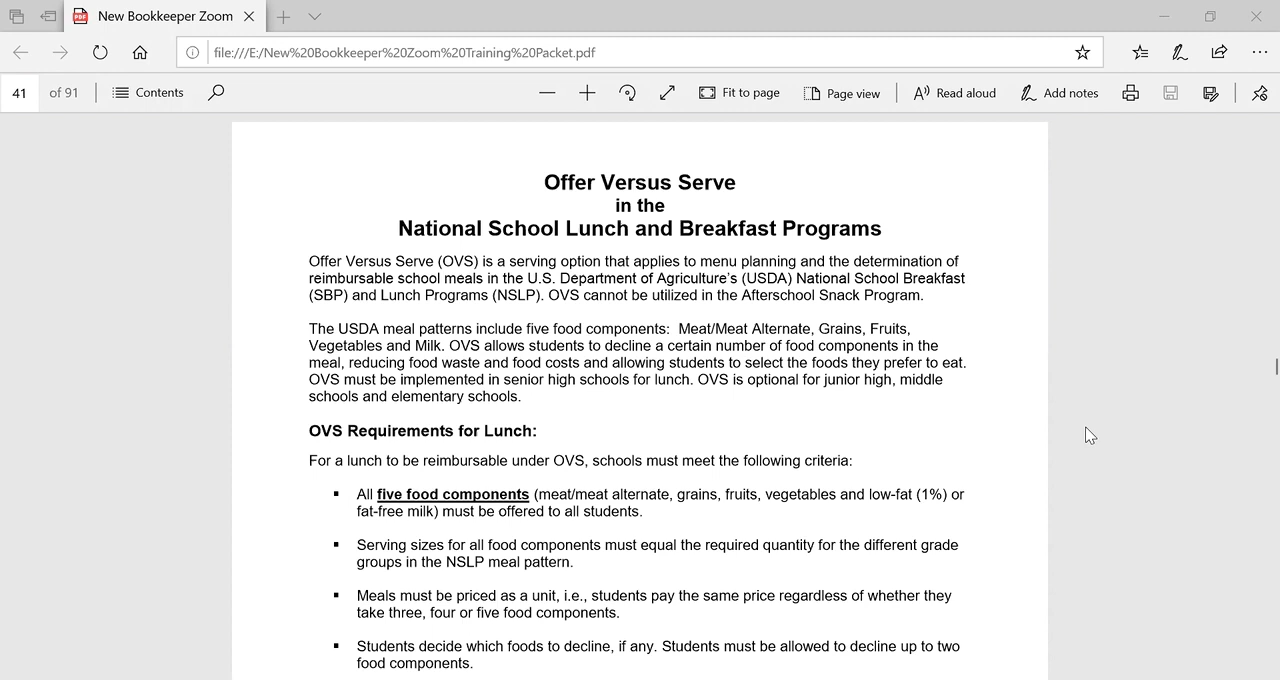 New Bookkeeper Zoom
file:///E:/New%20Bookkeeper%20Zoom%20Training%20Packet.pdf
41 of 91 Contents Fit to page Page view Read aloud Add notes
Offer Versus Serve
in the
National School Lunch and Breakfast Programs
Offer Versus Serve (OVS) is a serving option that applies to menu planning and the determination of
reimbursable school meals in the U.S. Department of Agriculture's (USDA) National School Breakfast
(SBP) and Lunch Programs (NSLP). OVS cannot be utilized in the Afterschool Snack Program.
The USDA meal patterns include five food components: Meat/Meat Alternate, Grains, Fruits,
Vegetables and Milk. OVS allows students to decline a certain number of food components in the
meal, reducing food waste and food costs and allowing students to select the foods they prefer to eat.
OVS must be implemented in senior high schools for lunch. OVS is optional for junior high, middle
schools and elementary schools.
OVS Requirements for Lunch:
For a lunch to be reimbursable under OVS, schools must meet the following criteria:
▪ All five food components (meat/meat alternate, grains, fruits, vegetables and low-fat (1%) or
fat-free milk) must be offered to all students.
▪ Serving sizes for all food components must equal the required quantity for the different grade
groups in the NSLP meal pattern.
▪ Meals must be priced as a unit, i.e., students pay the same price regardless of whether they
take three, four or five food components.
▪ Students decide which foods to decline, if any. Students must be allowed to decline up to two
food components.